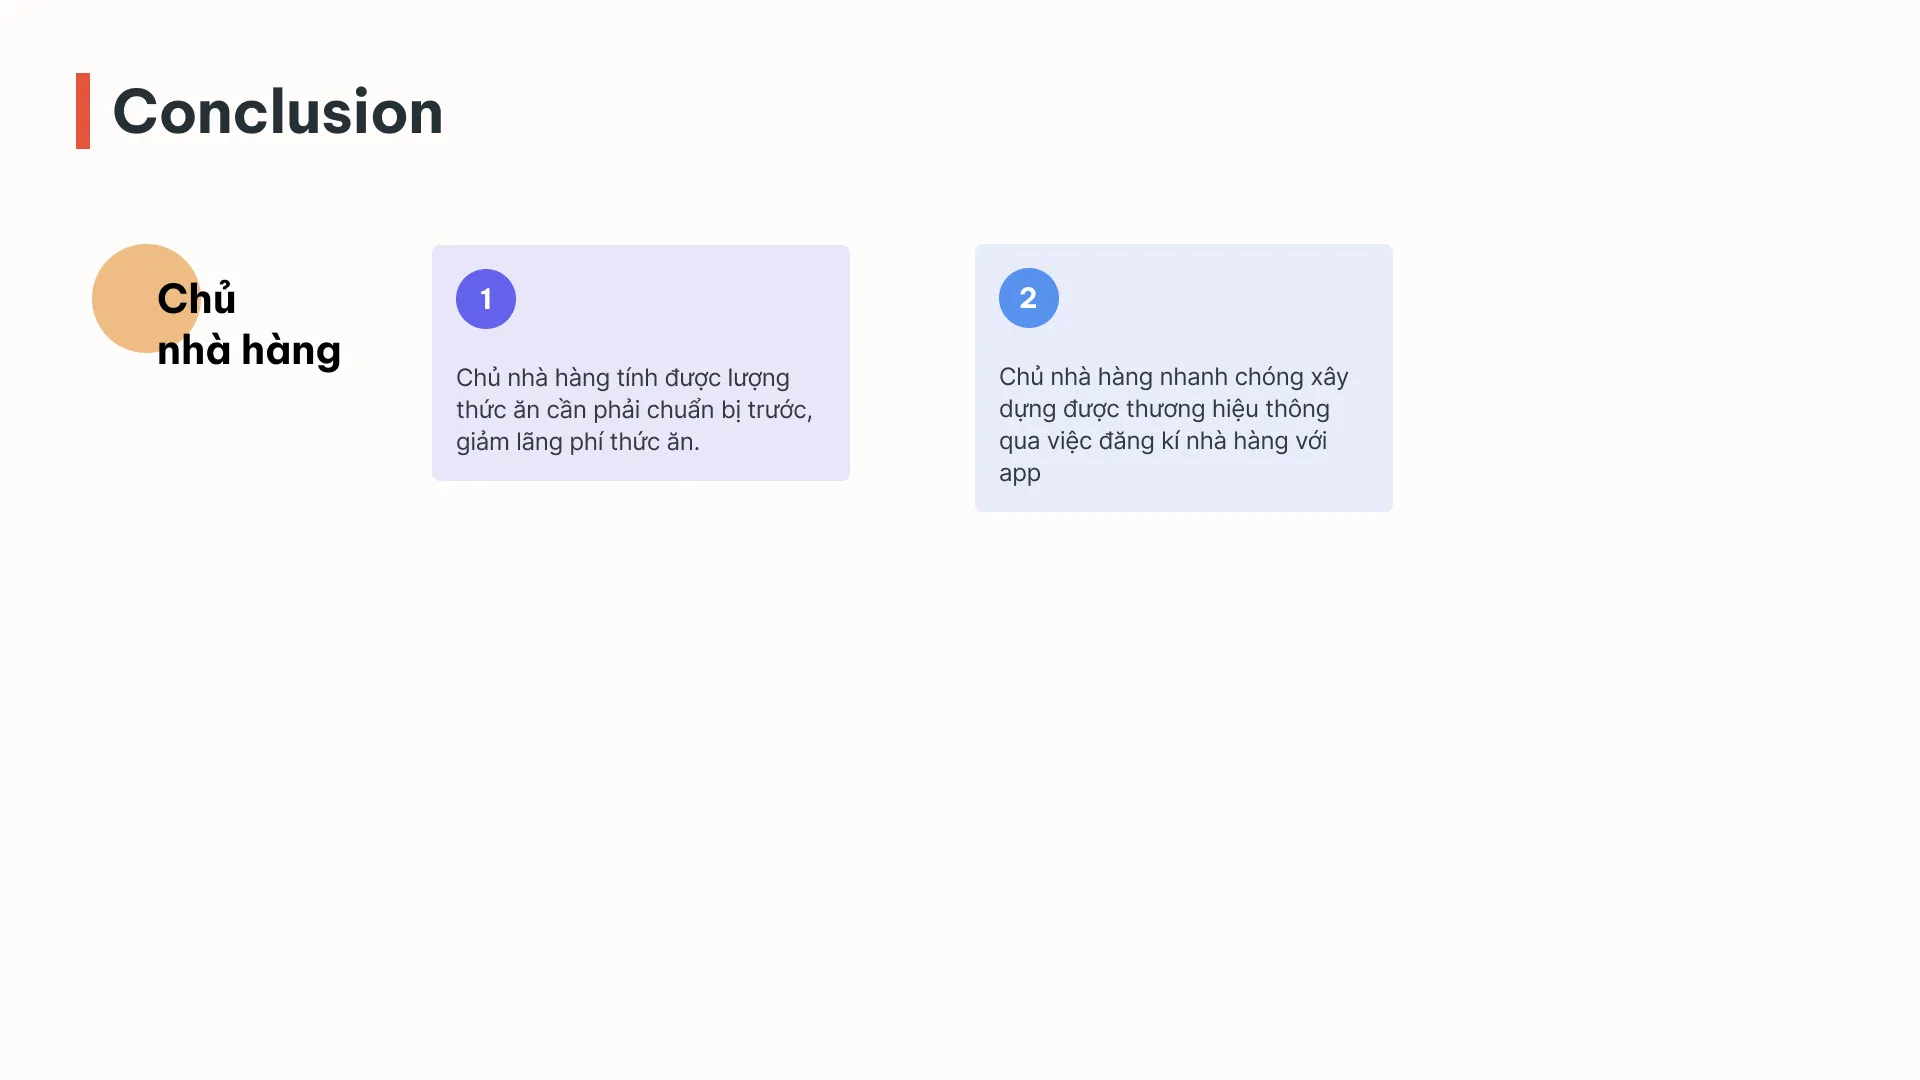 Conclusion
Chủ
nhà hàng
1
Chủ nhà hàng tính được lượng
thức ăn cần phải chuẩn bị trước,
giảm lãng phí thức ăn.
2
Chủ nhà hàng nhanh chóng xây
dựng được thương hiệu thông
qua việc đăng kí nhà hàng với
app